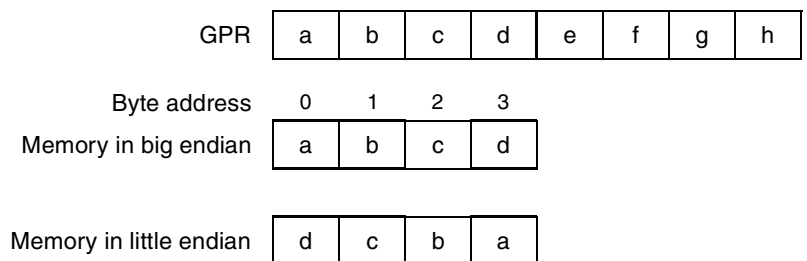 GPR a b c d e f g h
Byte address 0 1 2 3
Memory in big endian a b c d
Memory in little endian d c b a